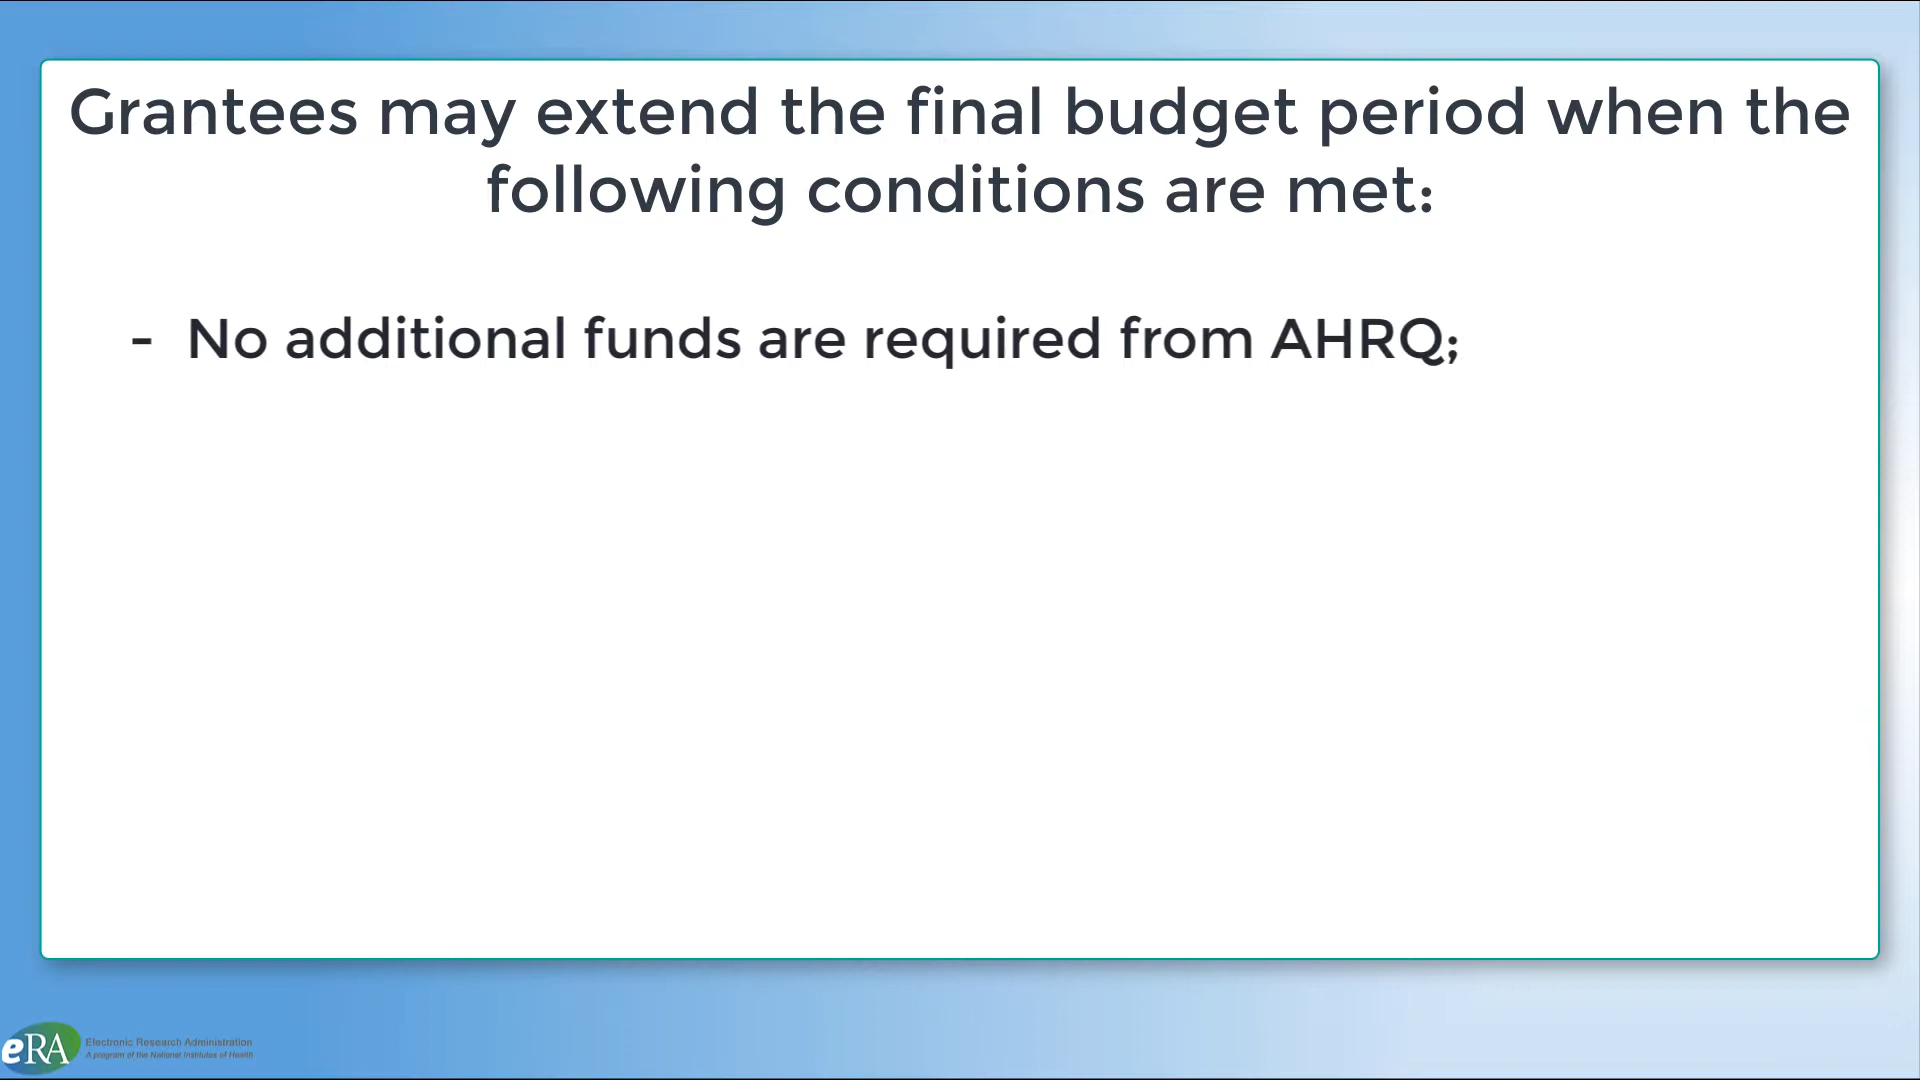 Grantees may extend the final budget period when the
following conditions are met:
- No additional funds are required from AHRQ;
eRA
Electronic Research Administration
A program of the National Institutes of Health